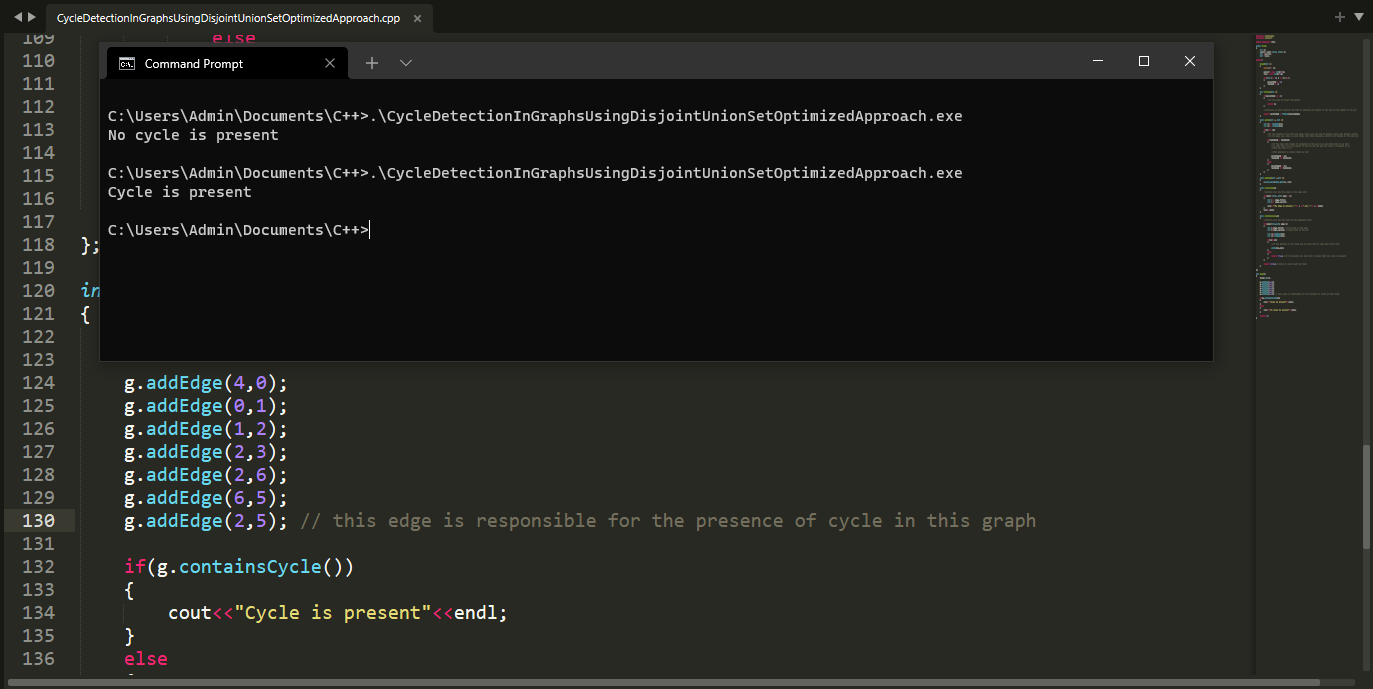 CycleDetectionInGraphsUsingDisjointUnionSetOptimizedApproach.cpp
109 else
110
Command Prompt
111
112 C:\Users\Admin\Documents\C++>.\CycleDetectionInGraphsUsingDisjointUnionSetOptimizedApproach.exe
113 No cycle is present
114
115 C:\Users\Admin\Documents\C++>.\CycleDetectionInGraphsUsingDisjointUnionSetOptimizedApproach.exe
116 Cycle is present
117 C:\Users\Admin\Documents\C++>
118 };
119
120 in
121 {
122
123
124 g.addEdge(4,0);
125 g.addEdge(0,1);
126 g.addEdge(1,2);
127 g.addEdge(2,3);
128 g.addEdge(2,6);
129 g.addEdge(6,5);
130 g.addEdge(2,5); // this edge is responsible for the presence of cycle in this graph
131
132 if(g.containsCycle())
133 {
134 cout<<"Cycle is present"<<endl;
135 }
136 else